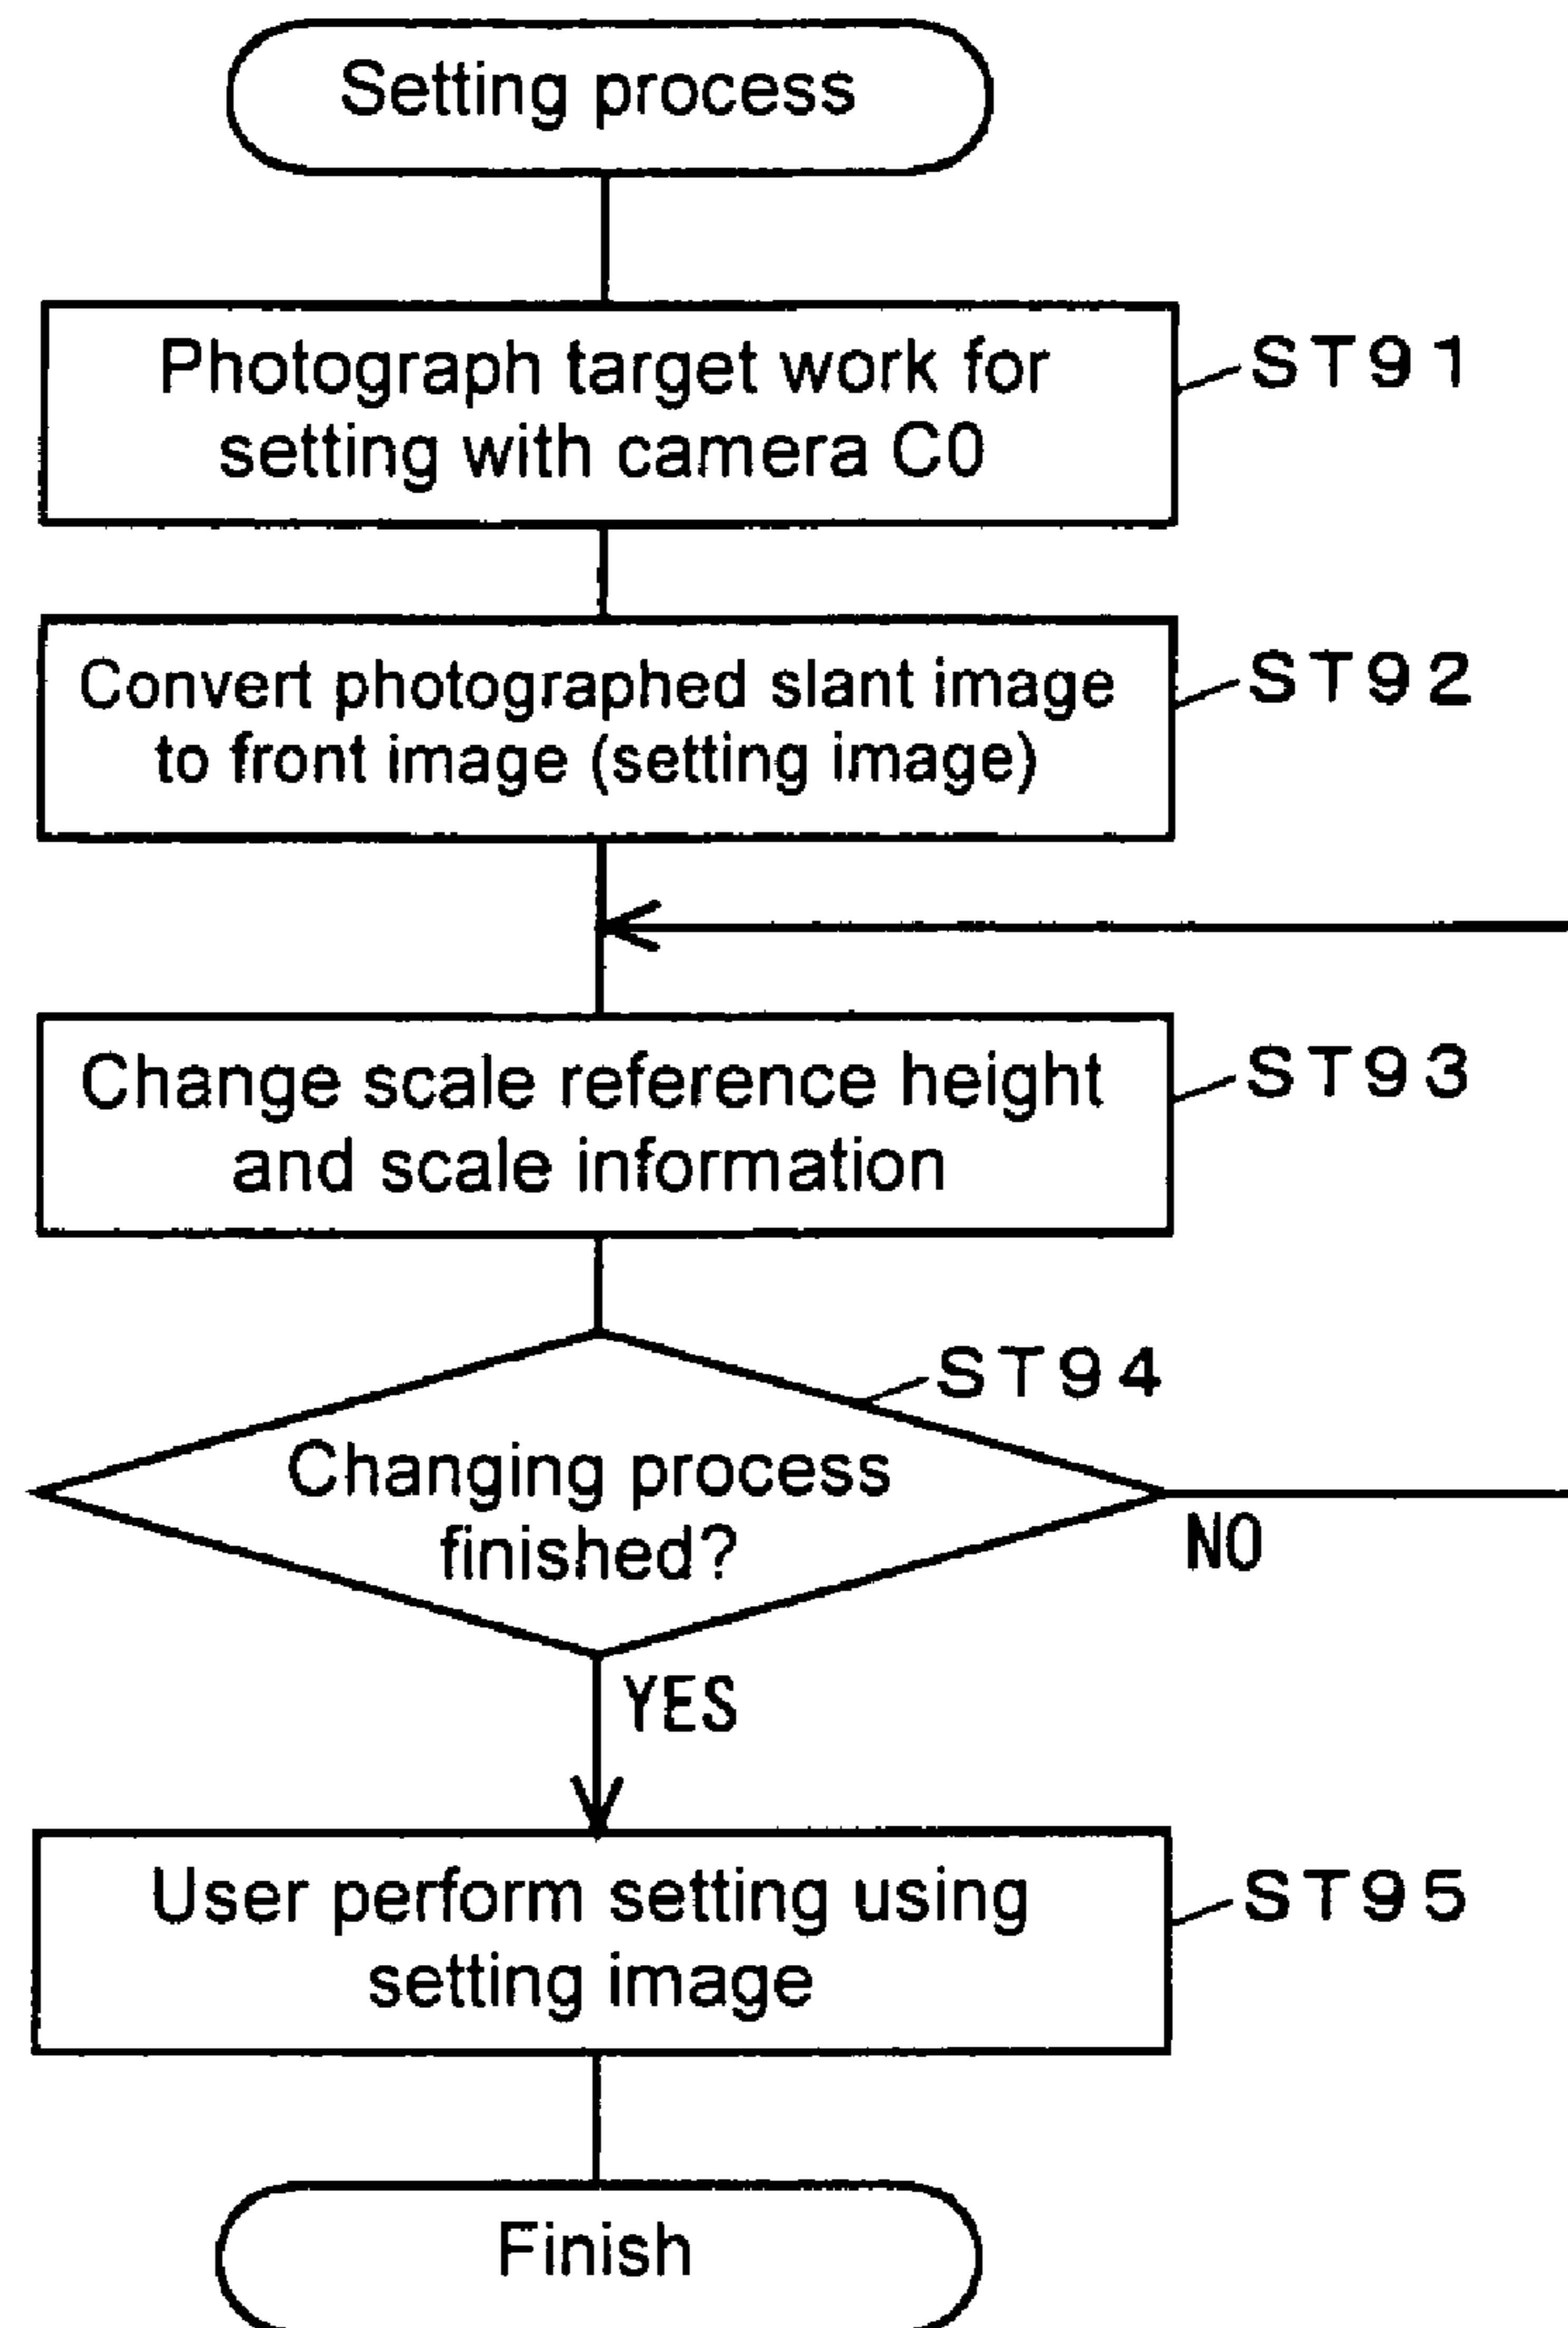 Setting process
Photograph target work for
setting with camera C0
ST91
Convert photographed slant image
to front image (setting image)
ST92
Change scale reference height
and scale information
ST93
ST94
Changing process
finished?
NO
YES
User perform setting using
setting image
ST95
Finish